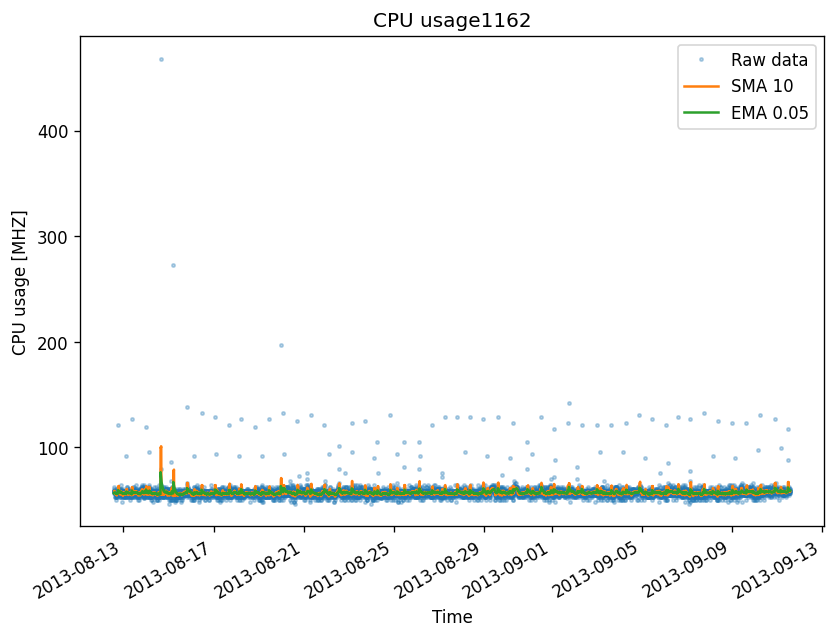 CPU usage1162
Raw data
SMA 10
EMA 0.05
CPU usage [MHZ]
400
300
200
100
2013-08-13
2013-08-17
2013-08-21
2013-08-25
2013-08-29
2013-09-01
2013-09-05
2013-09-09
2013-09-13
Time